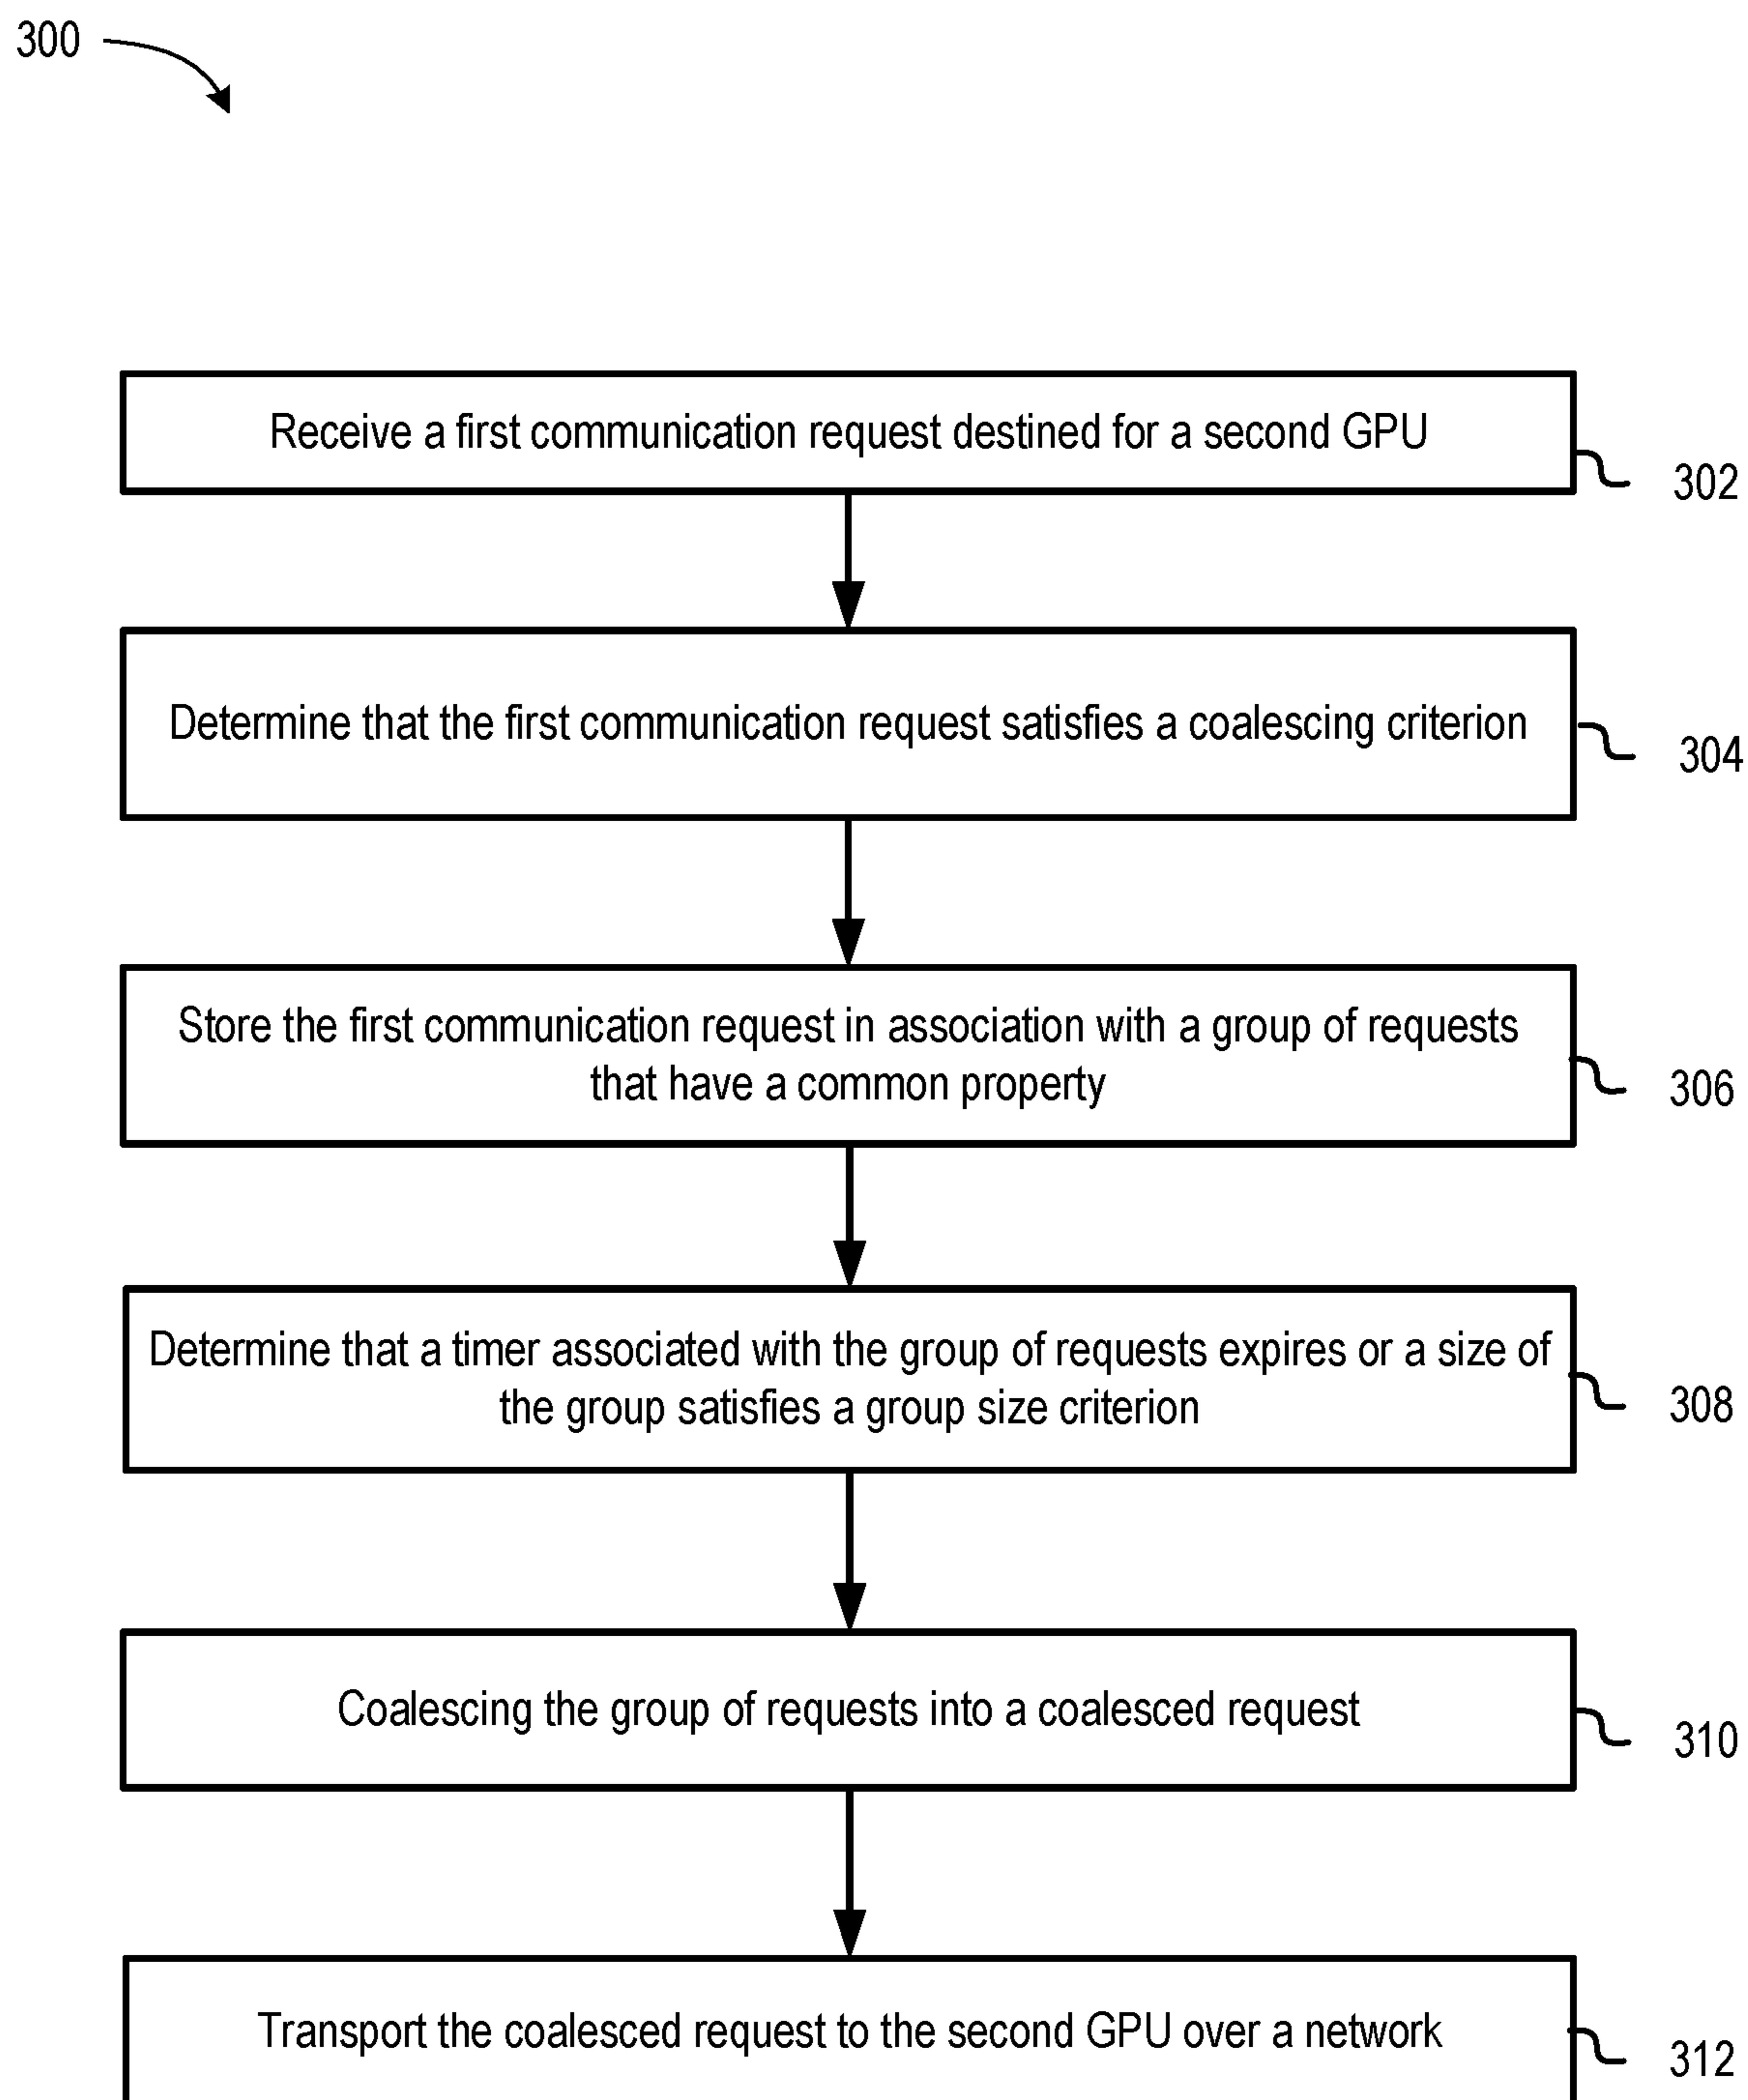 300
Receive a first communication request destined for a second GPU
302
Determine that the first communication request satisfies a coalescing criterion
304
Store the first communication request in association with a group of requests
that have a common property
306
Determine that a timer associated with the group of requests expires or a size of
the group satisfies a group size criterion
308
Coalescing the group of requests into a coalesced request
310
Transport the coalesced request to the second GPU over a network
312